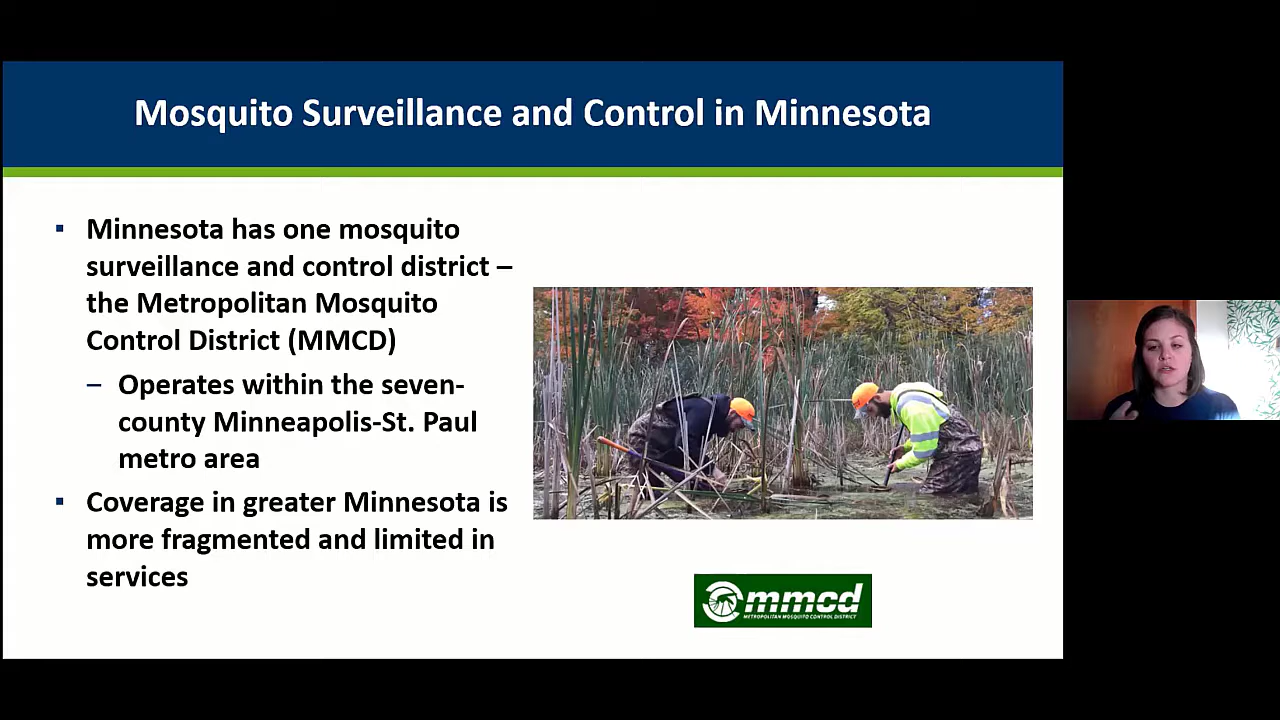 Mosquito Surveillance and Control in Minnesota
▪ Minnesota has one mosquito
surveillance and control district –
the Metropolitan Mosquito
Control District (MMCD)
– Operates within the seven-
county Minneapolis-St. Paul
metro area
▪ Coverage in greater Minnesota is
more fragmented and limited in
services
mmcd
METROPOLITAN MOSQUITO CONTROL DISTRICT